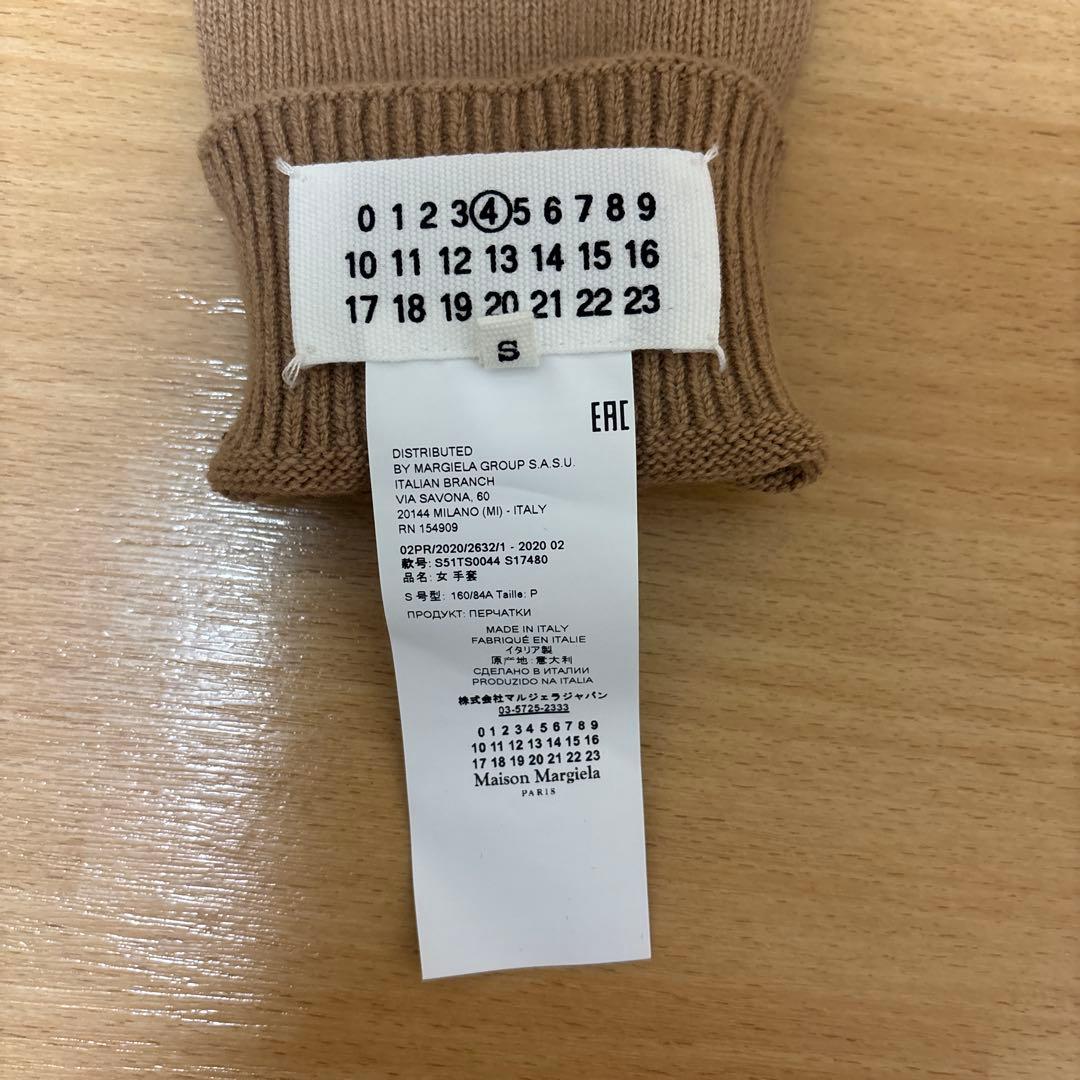 0 1 2 3 4 5 6 7 8 9
10 11 12 13 14 15 16
17 18 19 20 21 22 23
S
EAC
DISTRIBUTED
BY MARGIELA GROUP S.A.S.U.
ITALIAN BRANCH
VIA SAVONA, 60
20144 MILANO (MI) - ITALY
RN 154909
02PR/2020/2632/1 - 2020 02
款号: S51TS0044 S17480
品名: 女 手套
S 号型: 160/84A Taille: P
ПРОДУКТ: ПЕРЧАТКИ
MADE IN ITALY
FABRIQUÉ EN ITALIE
イタリア製
原产地: 意大利
СДЕЛАНО В ИТАЛИИ
PRODUZIDO NA ITALIA
株式会社マルジェラジャパン
03-5725-2333
0 1 2 3 4 5 6 7 8 9
10 11 12 13 14 15 16
17 18 19 20 21 22 23
Maison Margiela
PARIS